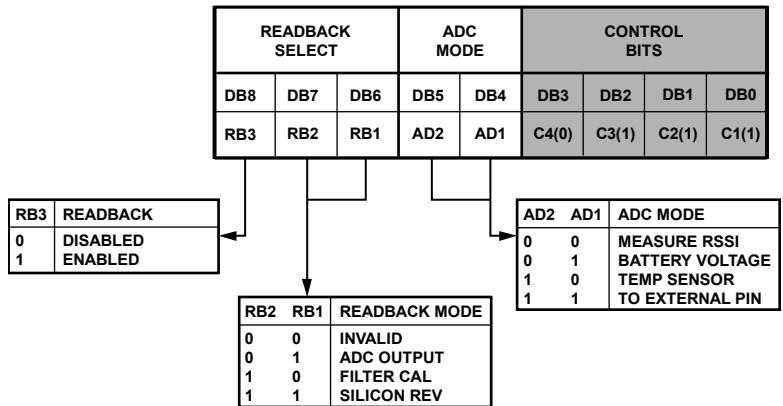 READBACK SELECT
ADC MODE
CONTROL BITS
DB8 DB7 DB6 DB5 DB4 DB3 DB2 DB1 DB0
RB3 RB2 RB1 AD2 AD1 C4(0) C3(1) C2(1) C1(1)
RB3 READBACK
0 DISABLED
1 ENABLED
AD2 AD1 ADC MODE
0 0 MEASURE RSSI
0 1 BATTERY VOLTAGE
1 0 TEMP SENSOR
1 1 TO EXTERNAL PIN
RB2 RB1 READBACK MODE
0 0 INVALID
0 1 ADC OUTPUT
1 0 FILTER CAL
1 1 SILICON REV